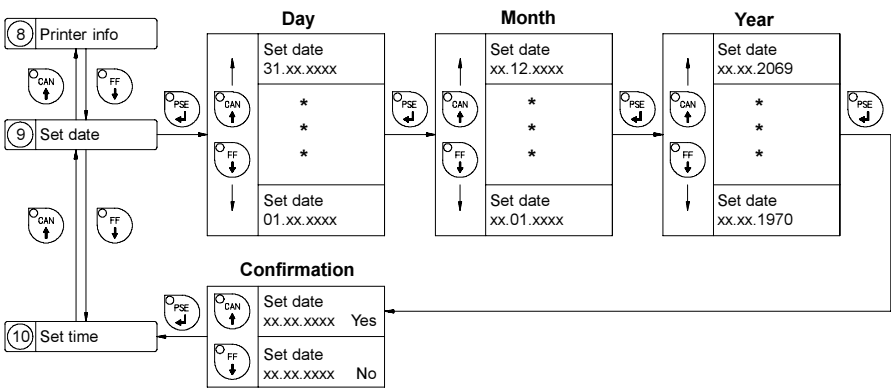 Day
Month
Year
8 Printer info
CAN
FF
9 Set date
PSE
CAN
FF
Set date
31.xx.xxxx
*
*
*
Set date
01.xx.xxxx
PSE
CAN
FF
Set date
xx.12.xxxx
*
*
*
Set date
xx.01.xxxx
PSE
CAN
FF
Set date
xx.xx.2069
*
*
*
Set date
xx.xx.1970
PSE
CAN
FF
Confirmation
10 Set time
PSE
CAN
Set date
xx.xx.xxxx Yes
FF
Set date
xx.xx.xxxx No